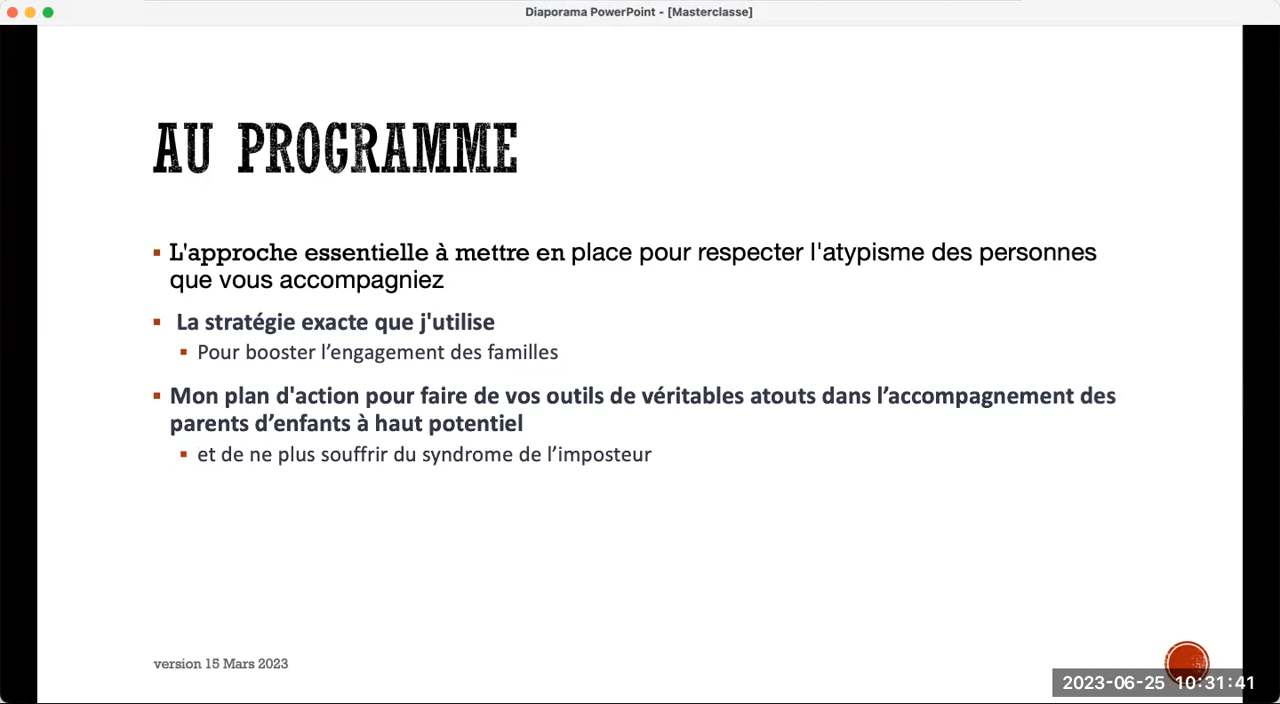 Diaporama PowerPoint - [Masterclasse]
AU PROGRAMME
▪ L'approche essentielle à mettre en place pour respecter l'atypisme des personnes
que vous accompagniez
▪ La stratégie exacte que j'utilise
▪ Pour booster l’engagement des familles
▪ Mon plan d'action pour faire de vos outils de véritables atouts dans l’accompagnement des
parents d’enfants à haut potentiel
▪ et de ne plus souffrir du syndrome de l’imposteur
version 15 Mars 2023
2023-06-25 10:31:41